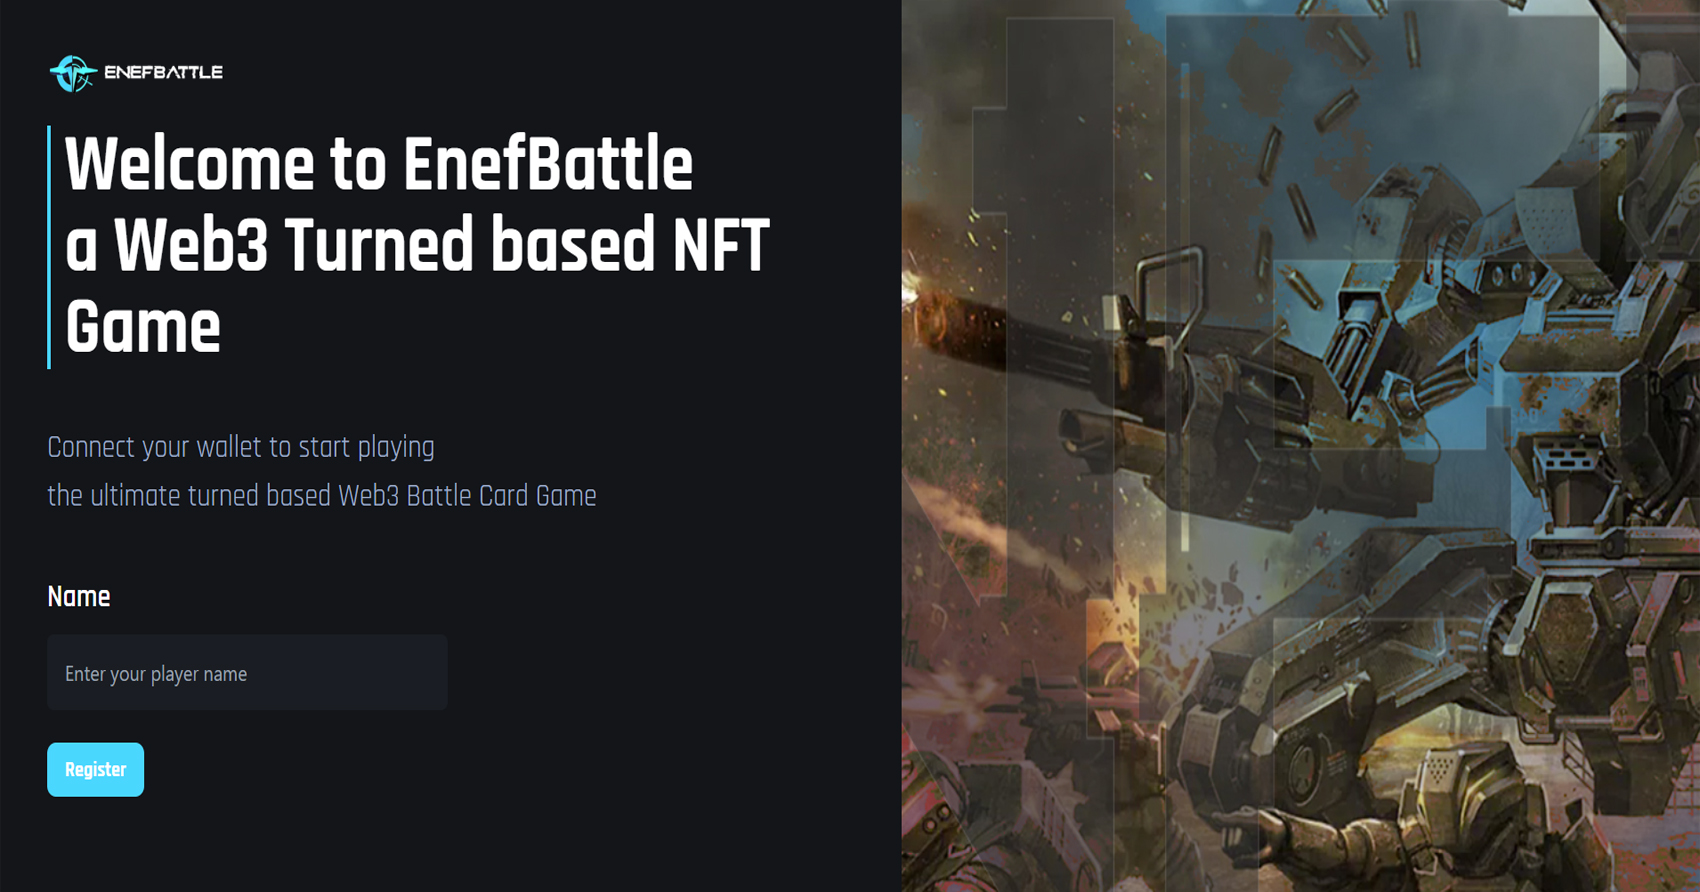 ENEFBATTLE
Welcome to EnefBattle
a Web3 Turned based NFT
Game
Connect your wallet to start playing
the ultimate turned based Web3 Battle Card Game
Name
Enter your player name
Register